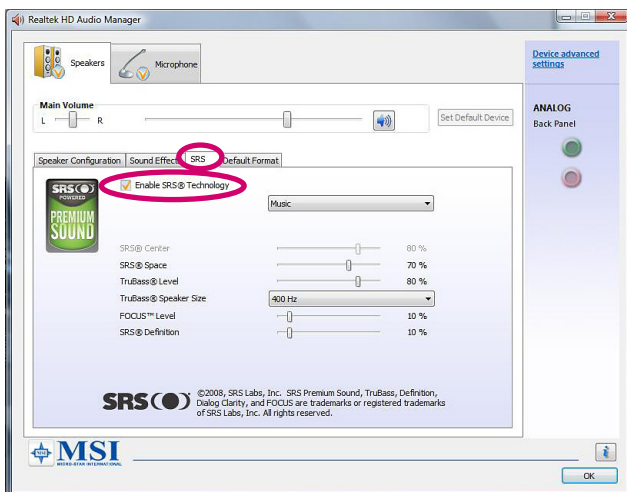 Realtek HD Audio Manager
Speakers
Microphone
Device advanced
settings
Main Volume
L
R
Set Default Device
ANALOG
Back Panel
Speaker Configuration
Sound Effects
SRS
Default Format
SRS
POWERED
PREMIUM
SOUND
Enable SRS® Technology
Music
SRS® Center 80 %
SRS® Space 70 %
TruBass® Level 80 %
TruBass® Speaker Size 400 Hz
FOCUS™ Level 10 %
SRS® Definition 10 %
SRS
©2008, SRS Labs, Inc. SRS Premium Sound, TruBass, Definition,
Dialog Clarity, and FOCUS are trademarks or registered trademarks
of SRS Labs, Inc. All rights reserved.
MSI
MSI
MICRO-STAR INTERNATIONAL
i
OK